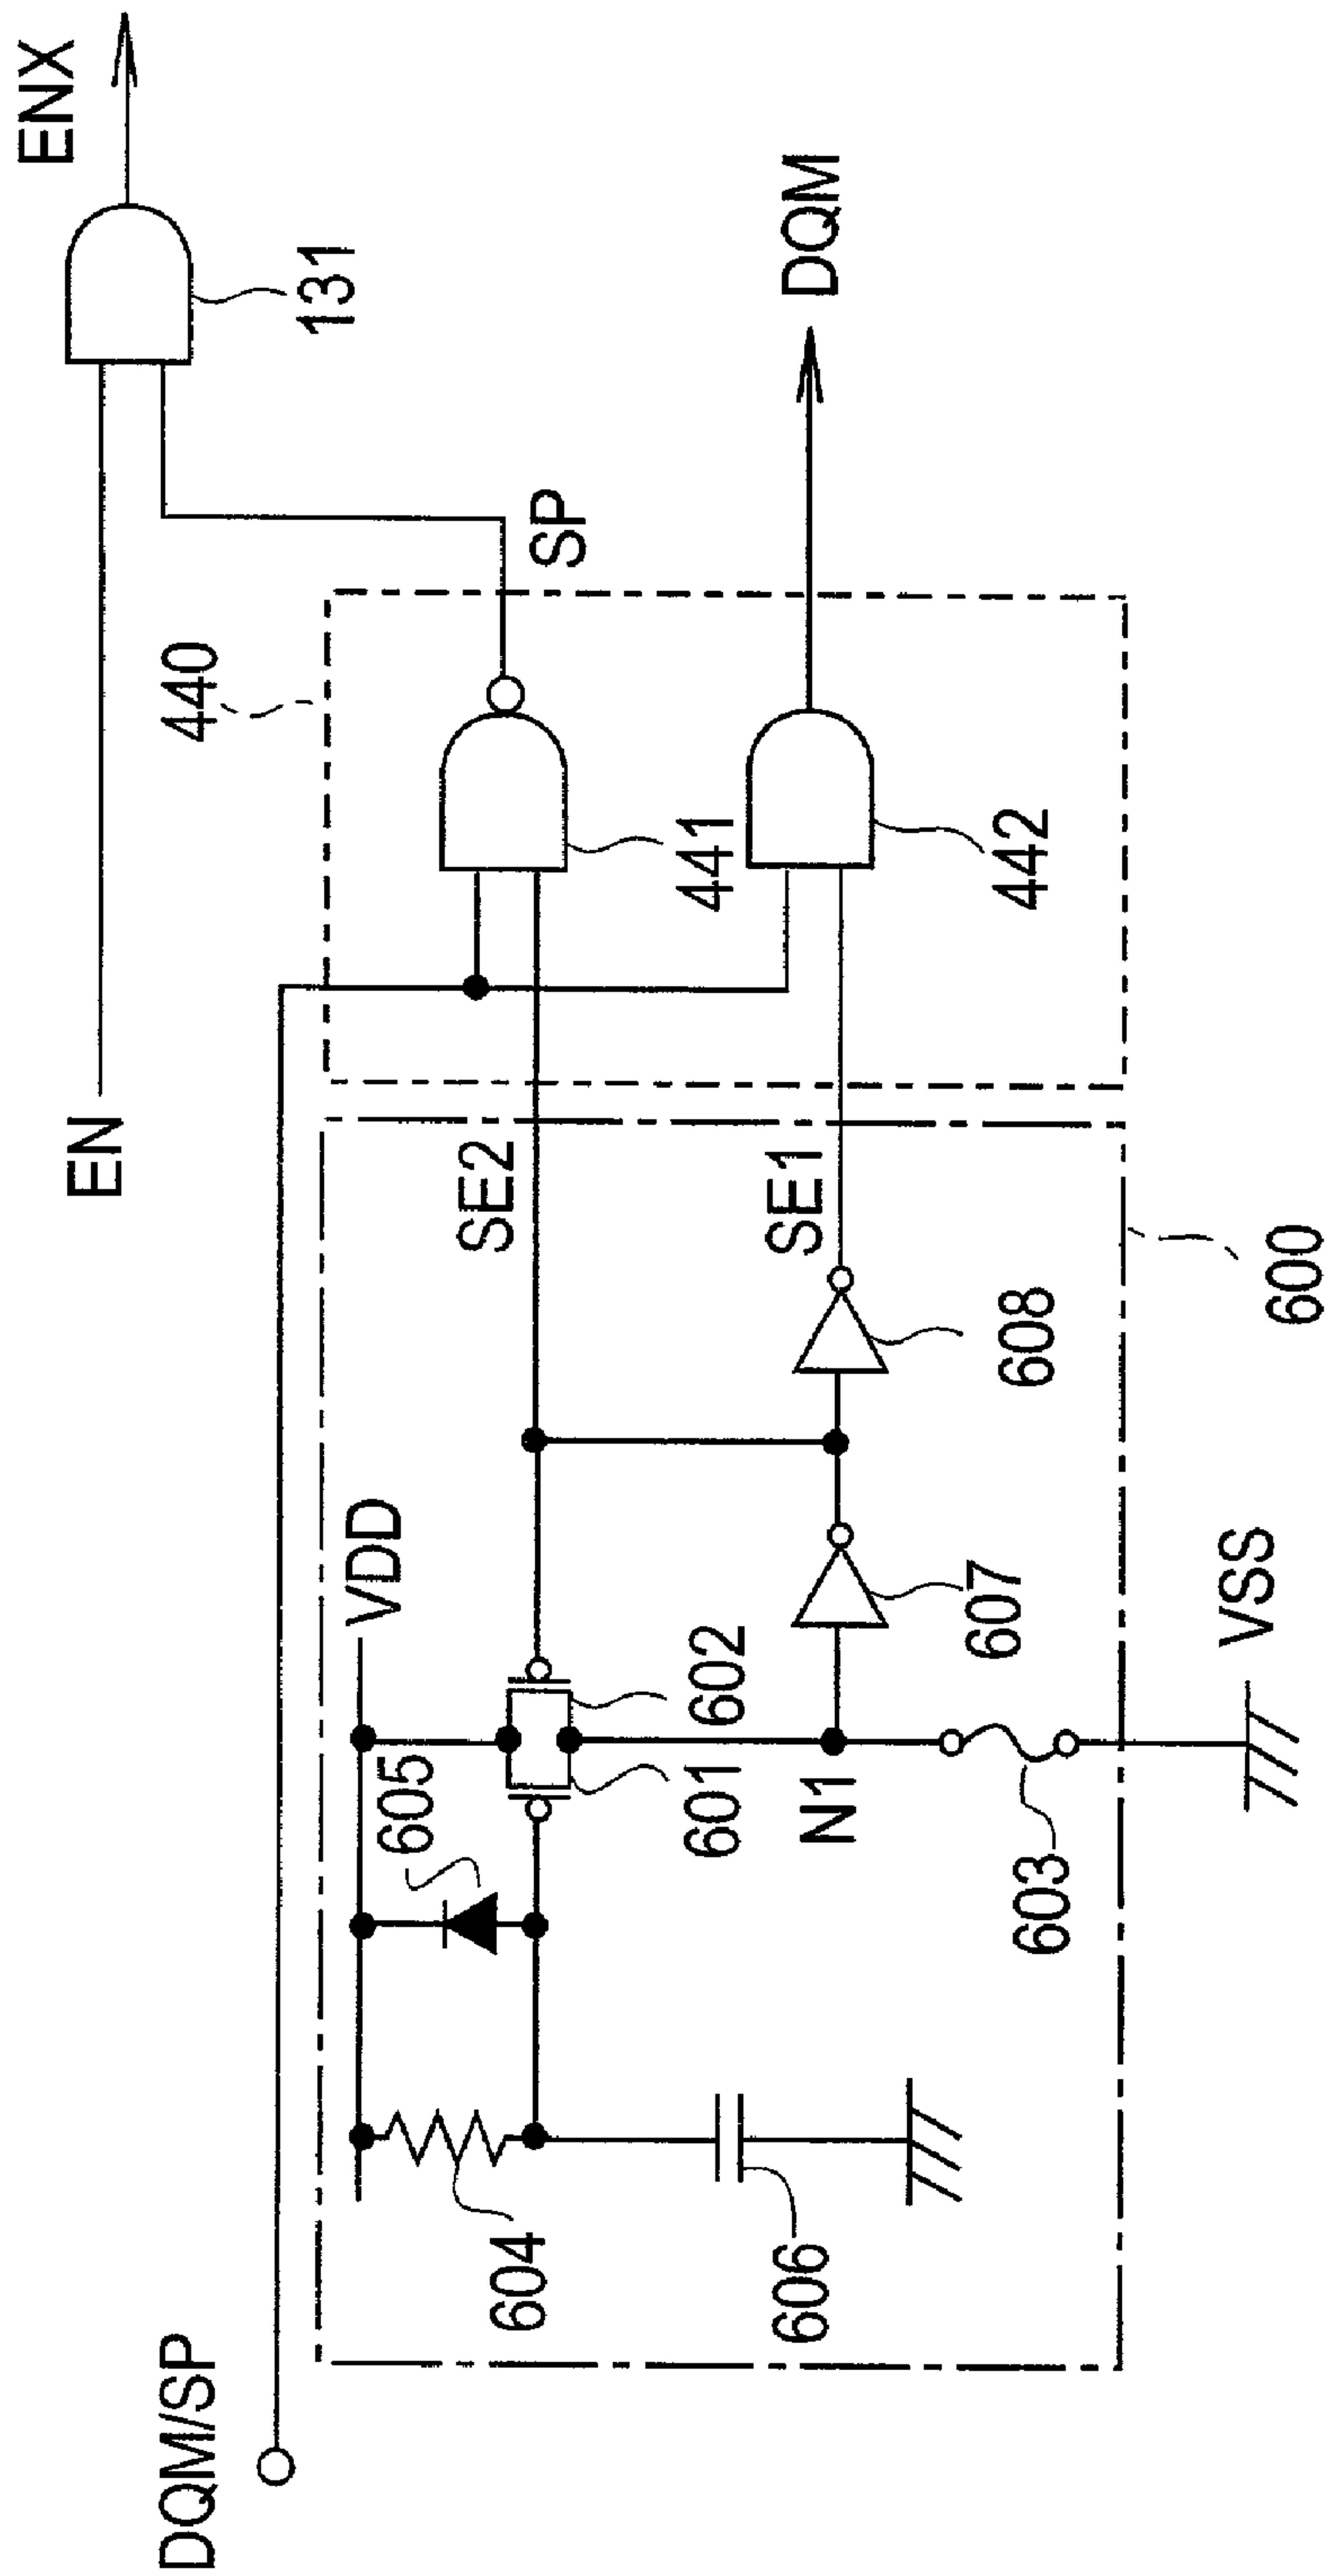 ENX
131
EN
DQM/SP
440
SP
DQM
441
442
SE2
SE1
VDD
605
602
601
604
606
N1
607
608
603
VSS
600